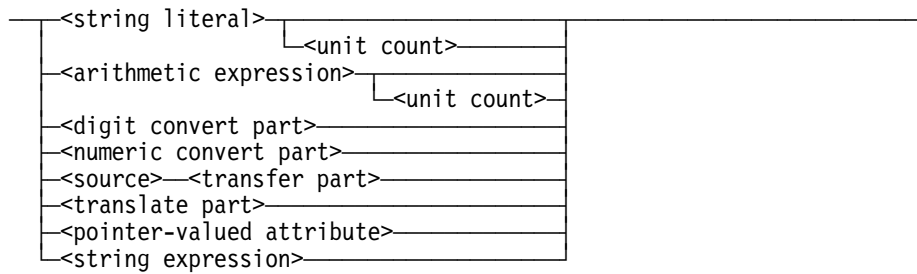 <string literal>
<unit count>
<arithmetic expression>
<unit count>
<digit convert part>
<numeric convert part>
<source> <transfer part>
<translate part>
<pointer-valued attribute>
<string expression>